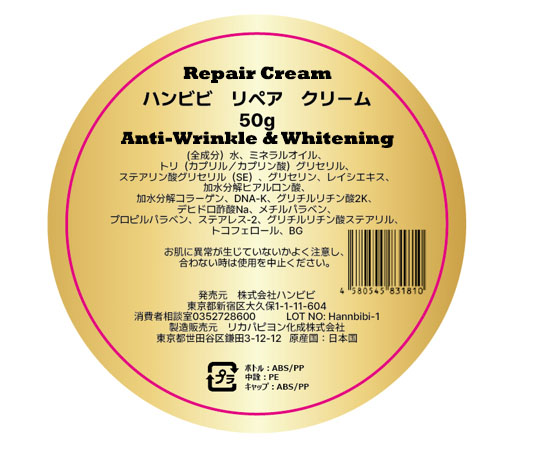 Repair Cream
ハンビビ　リペア　クリーム
50g
Anti-Wrinkle & Whitening
(全成分）水、ミネラルオイル、
トリ（カプリル／カプリン酸）グリセリル、
ステアリン酸グリセリル（SE）、グリセリン、レイシエキス、
加水分解ヒアルロン酸、
加水分解コラーゲン、DNA-K、グリチルリチン酸2K、
デヒドロ酢酸Na、メチルパラベン、
プロピルパラベン、ステアレス-2、グリチルリチン酸ステアリル、
トコフェロール、BG
お肌に異常が生じていないかよく注意し、
合わない時は使用を中止ください。
4 580545 831810
発売元　株式会社ハンビビ
東京都新宿区大久保1-1-11-604
消費者相談室0352728600　LOT NO: Hannbibi-1
製造販売元　リカパピヨン化成株式会社
東京都世田谷区鎌田3-12-12　原産国：日本国
プラ
ボトル：ABS/PP
中詮：PE
キャップ：ABS/PP